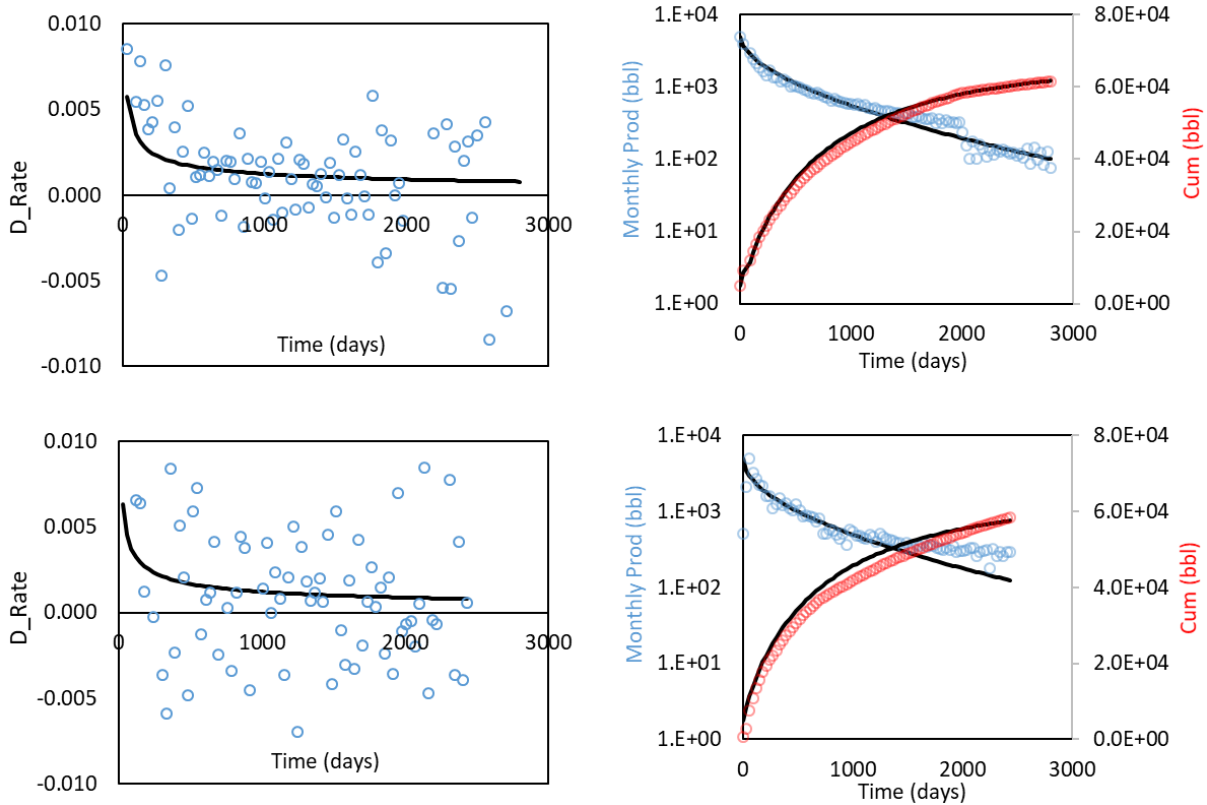 0.010
0.005
0.000
-0.005
-0.010
D_Rate
0 1000 2000 3000
Time (days)
1.E+04
1.E+03
1.E+02
1.E+01
1.E+00
Monthly Prod (bbl)
8.0E+04
6.0E+04
4.0E+04
2.0E+04
0.0E+00
Cum (bbl)
0 1000 2000 3000
Time (days)
0.010
0.005
0.000
-0.005
-0.010
D_Rate
0 1000 2000 3000
Time (days)
1.E+04
1.E+03
1.E+02
1.E+01
1.E+00
Monthly Prod (bbl)
8.0E+04
6.0E+04
4.0E+04
2.0E+04
0.0E+00
Cum (bbl)
0 1000 2000 3000
Time (days)